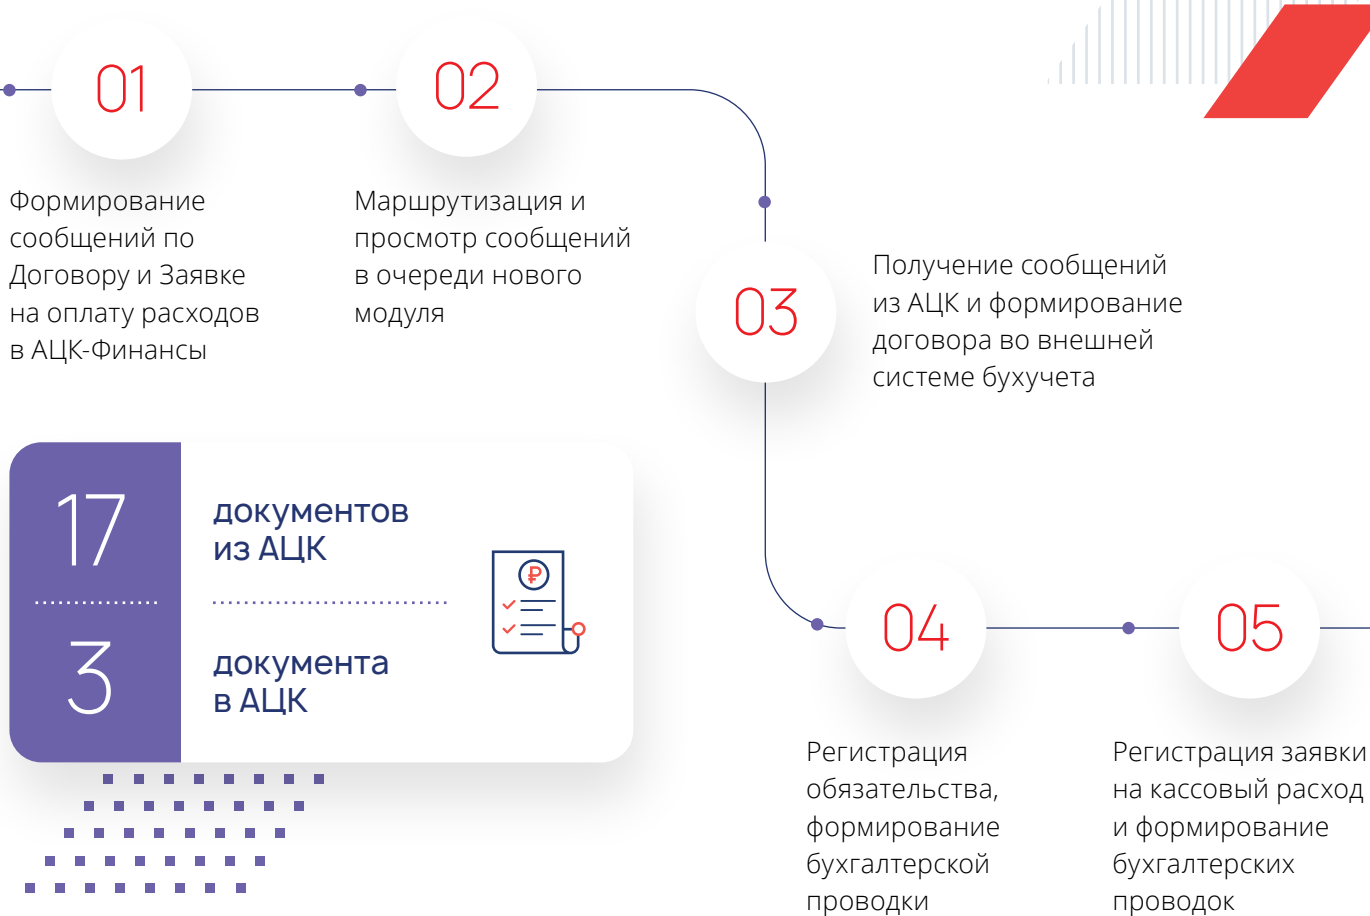 01
Формирование
сообщений по
Договору и Заявке
на оплату расходов
в АЦК-Финансы
02
Маршрутизация и
просмотр сообщений
в очереди нового
модуля
03
Получение сообщений
из АЦК и формирование
договора во внешней
системе бухучета
17
документов
из АЦК
3
документа
в АЦК
₽
04
Регистрация
обязательства,
формирование
бухгалтерской
проводки
05
Регистрация заявки
на кассовый расход
и формирование
бухгалтерских
проводок